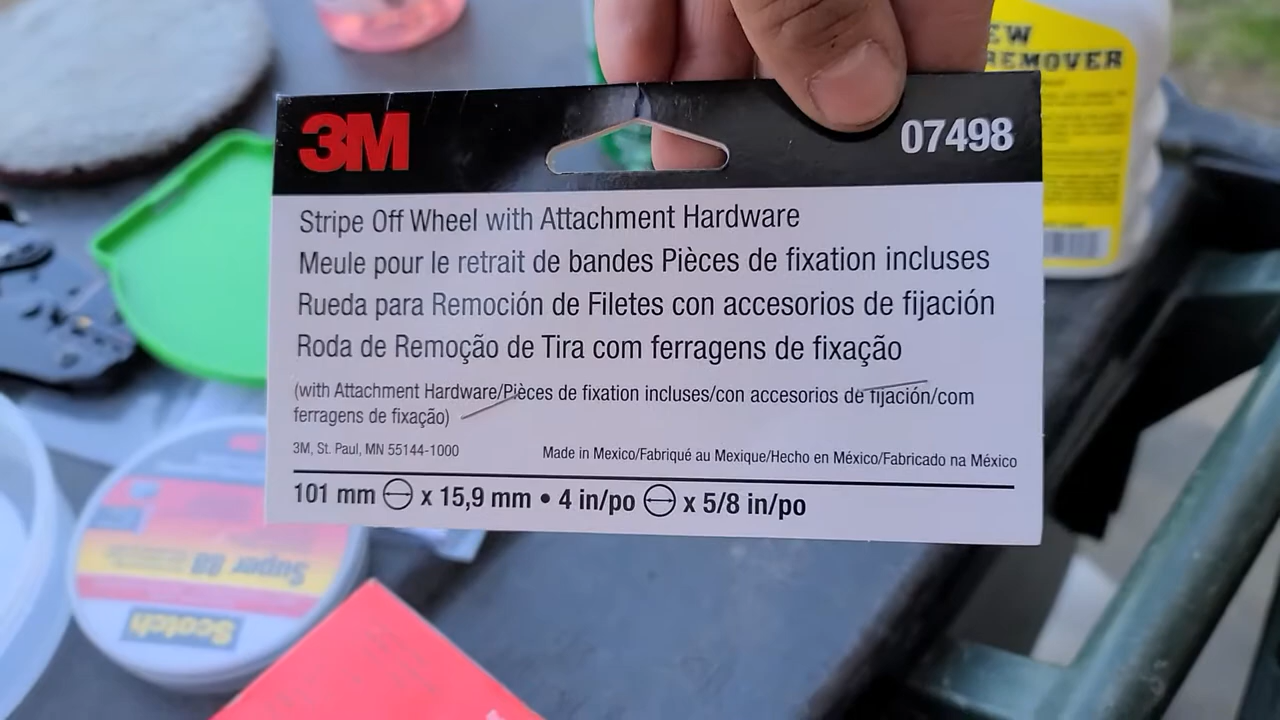 EW
REMOVER
3M
07498
Stripe Off Wheel with Attachment Hardware
Meule pour le retrait de bandes Pièces de fixation incluses
Rueda para Remoción de Filetes con accesorios de fijación
Roda de Remoção de Tira com ferragens de fixação
(with Attachment Hardware/Pièces de fixation incluses/con accesorios de fijación/com
ferragens de fixação)
3M, St. Paul, MN 55144-1000
Made in Mexico/Fabriqué au Mexique/Hecho en México/Fabricado na México
101 mm x 15,9 mm • 4 in/po x 5/8 in/po
3M
Super 88
Scotch